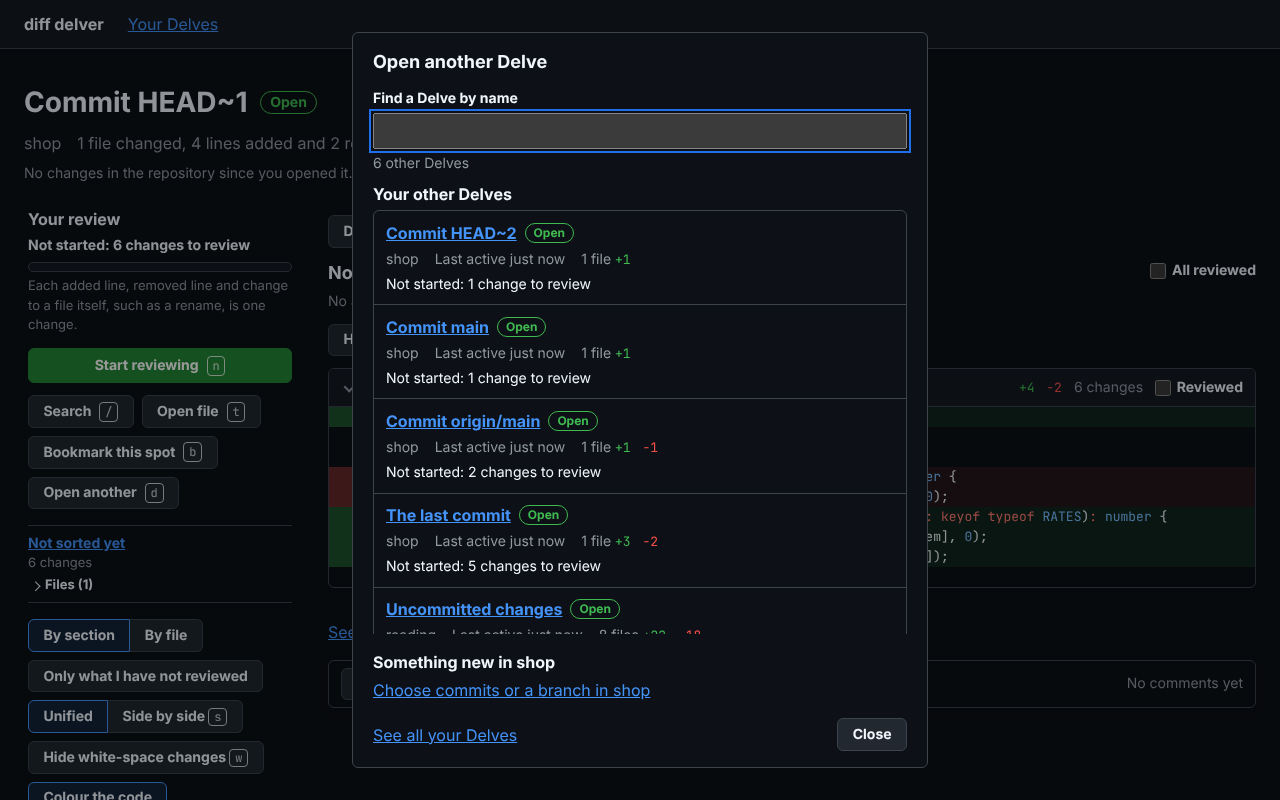 diff delver
Your Delves
Commit HEAD~1 Open
shop 1 file changed, 4 lines added and 2
No changes in the repository since you opened it.
Your review
Not started: 6 changes to review
Each added line, removed line and change
to a file itself, such as a rename, is one
change.
Start reviewing n
Search / Open file t
Bookmark this spot b
Open another d
Not sorted yet
6 changes
Files (1)
By section By file
Only what I have not reviewed
Unified Side by side s
Hide white-space changes w
Colour the code
Open another Delve
Find a Delve by name
6 other Delves
Your other Delves
Commit HEAD~2 Open
shop Last active just now 1 file +1
Not started: 1 change to review
Commit main Open
shop Last active just now 1 file +1
Not started: 1 change to review
Commit origin/main Open
shop Last active just now 1 file +1 -1
Not started: 2 changes to review
The last commit Open
shop Last active just now 1 file +3 -2
Not started: 5 changes to review
Uncommitted changes Open
Something new in shop
Choose commits or a branch in shop
See all your Delves
Close
No
All reviewed
No
+4 -2 6 changes Reviewed
er {
0);
: keyof typeof RATES): number {
em], 0);
]);
See
No comments yet